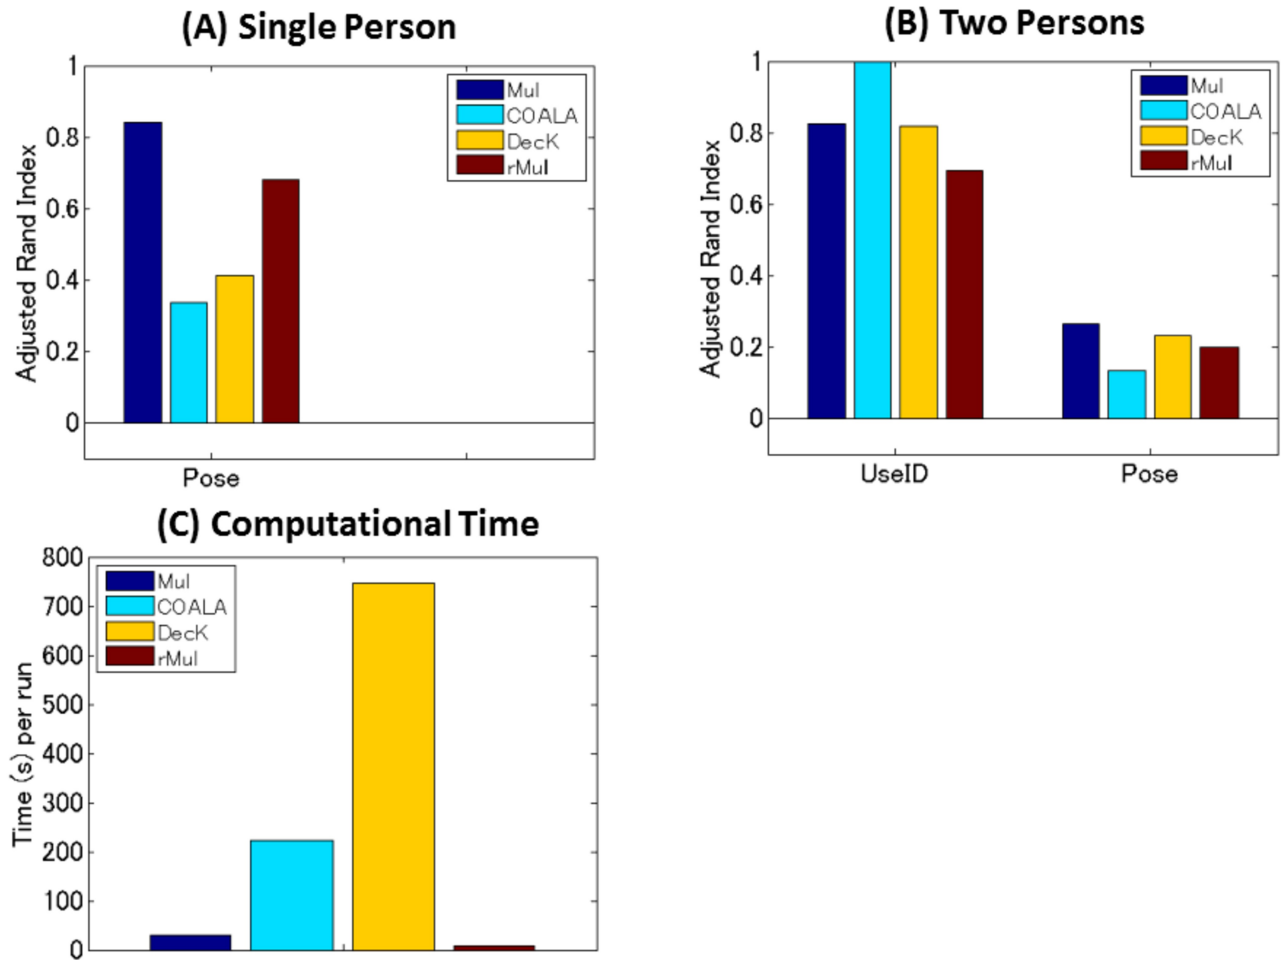 (A) Single Person
1
0.8
0.6
0.4
0.2
0
Adjusted Rand Index
Mul
COALA
DecK
rMul
Pose
(B) Two Persons
1
0.8
0.6
0.4
0.2
0
Adjusted Rand Index
Mul
COALA
DecK
rMul
UseID
Pose
(C) Computational Time
800
700
600
500
400
300
200
100
0
Time (s) per run
Mul
COALA
DecK
rMul